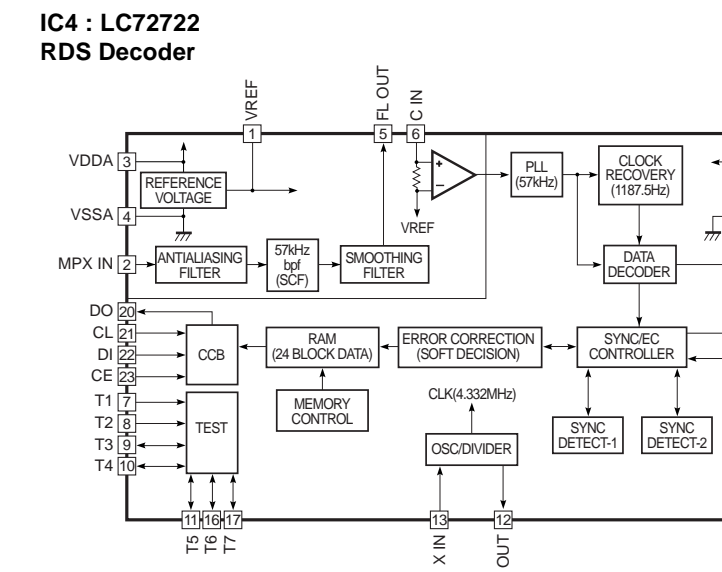 IC4 : LC72722
RDS Decoder
VREF
FL OUT
C IN
1
5
6
VDDA 3
REFERENCE
VOLTAGE
VSSA 4
+
−
VREF
PLL
(57kHz)
CLOCK
RECOVERY
(1187.5Hz)
MPX IN 2
ANTIALIASING
FILTER
57kHz
bpf
(SCF)
SMOOTHING
FILTER
DATA
DECODER
DO 20
CL 21
DI 22
CE 23
CCB
RAM
(24 BLOCK DATA)
ERROR CORRECTION
(SOFT DECISION)
SYNC/EC
CONTROLLER
T1 7
T2 8
T3 9
T4 10
TEST
MEMORY
CONTROL
CLK(4.332MHz)
OSC/DIVIDER
SYNC
DETECT-1
SYNC
DETECT-2
11 16 17
13
12
T5
T6
T7
X IN
OUT